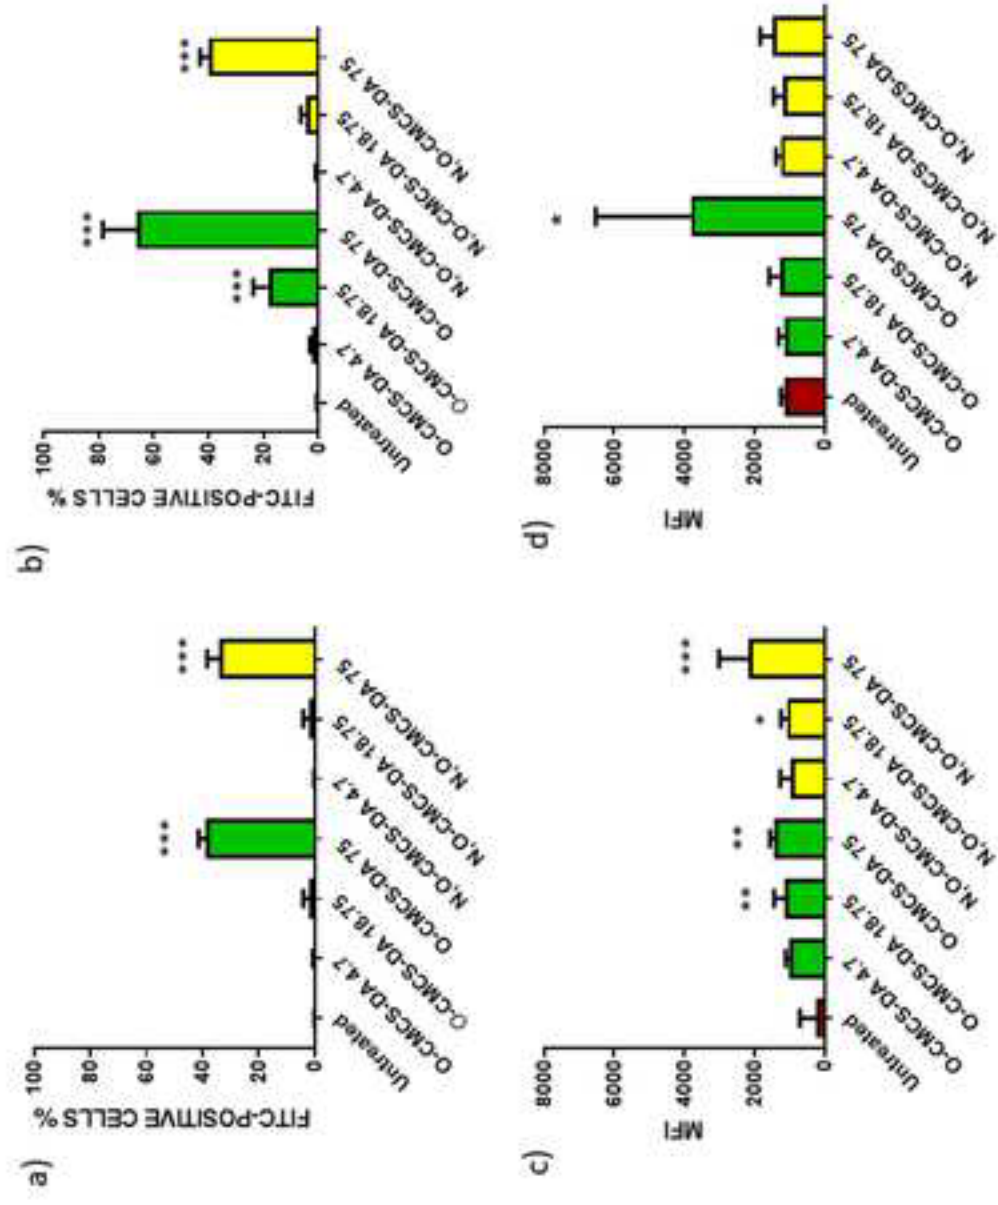 a)
FITC-POSITIVE CELLS %
100
80
60
40
20
0
***
***
Untreated
O-CMCS-DA 4.7
O-CMCS-DA 18.75
O-CMCS-DA 75
N,O-CMCS-DA 4.7
N,O-CMCS-DA 18.75
N,O-CMCS-DA 75
b)
FITC-POSITIVE CELLS %
100
80
60
40
20
0
***
***
***
Untreated
O-CMCS-DA 4.7
O-CMCS-DA 18.75
O-CMCS-DA 75
N,O-CMCS-DA 4.7
N,O-CMCS-DA 18.75
N,O-CMCS-DA 75
c)
MFI
8000
6000
4000
2000
0
**
**
*
***
Untreated
O-CMCS-DA 4.7
O-CMCS-DA 18.75
O-CMCS-DA 75
N,O-CMCS-DA 4.7
N,O-CMCS-DA 18.75
N,O-CMCS-DA 75
d)
MFI
8000
6000
4000
2000
0
*
Untreated
O-CMCS-DA 4.7
O-CMCS-DA 18.75
O-CMCS-DA 75
N,O-CMCS-DA 4.7
N,O-CMCS-DA 18.75
N,O-CMCS-DA 75